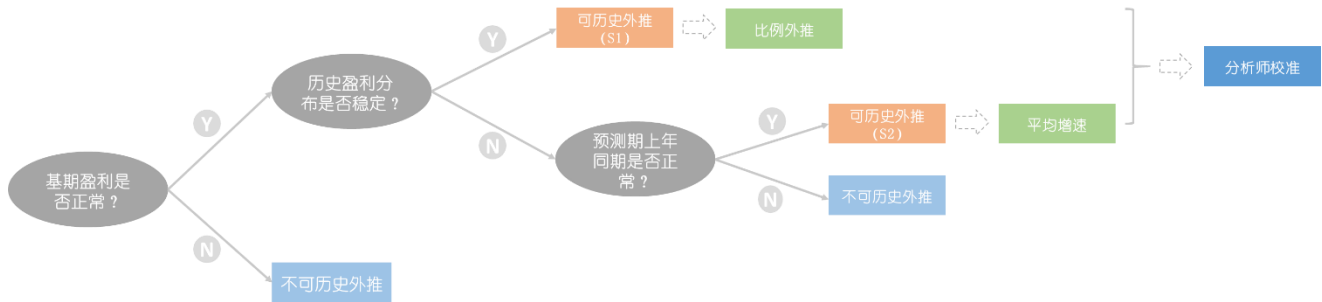 基期盈利是
否正常？
Y
N
不可历史外推
历史盈利分
布是否稳定？
Y
N
可历史外推
(S1)
比例外推
预测期上年
同期是否正
常？
Y
N
可历史外推
(S2)
平均增速
不可历史外推
分析师校准